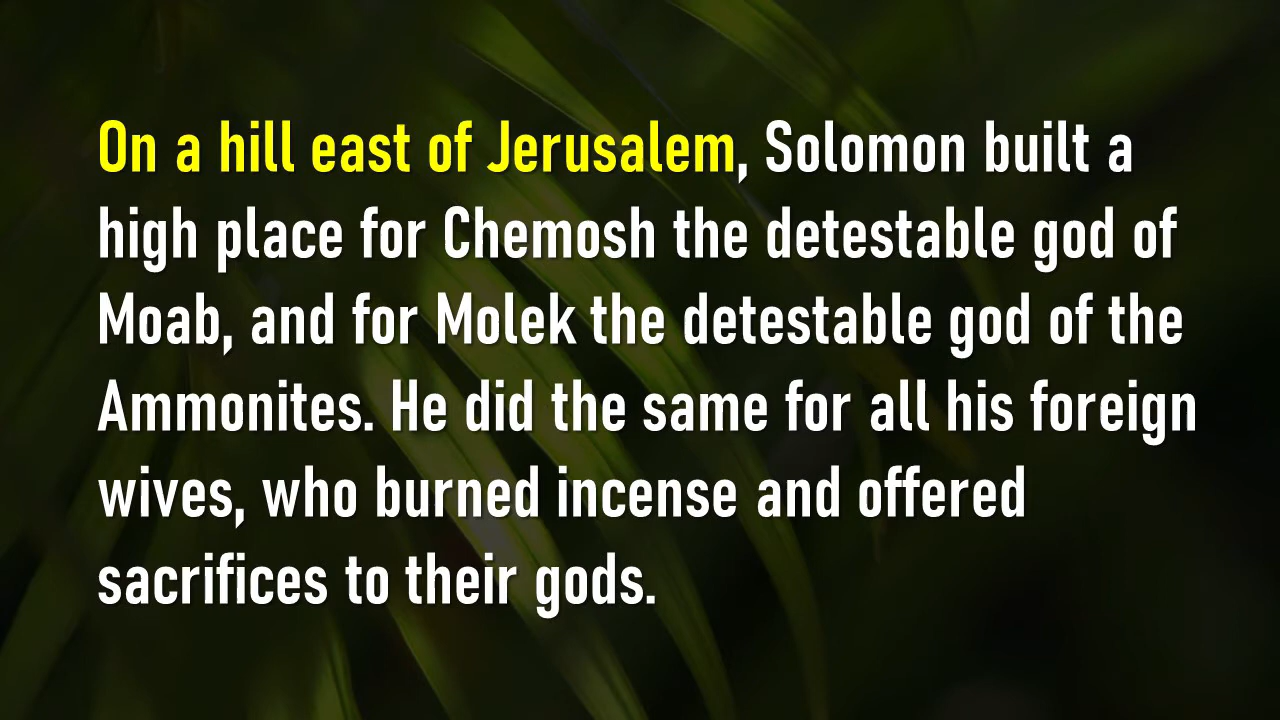 On a hill east of Jerusalem, Solomon built a
high place for Chemosh the detestable god of
Moab, and for Molek the detestable god of the
Ammonites. He did the same for all his foreign
wives, who burned incense and offered
sacrifices to their gods.